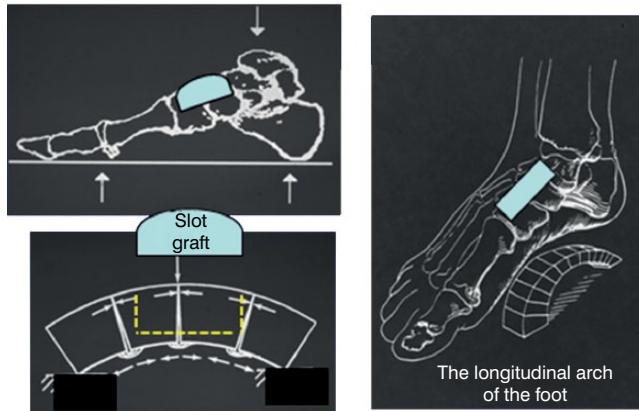 Slot
graft
The longitudinal arch
of the foot